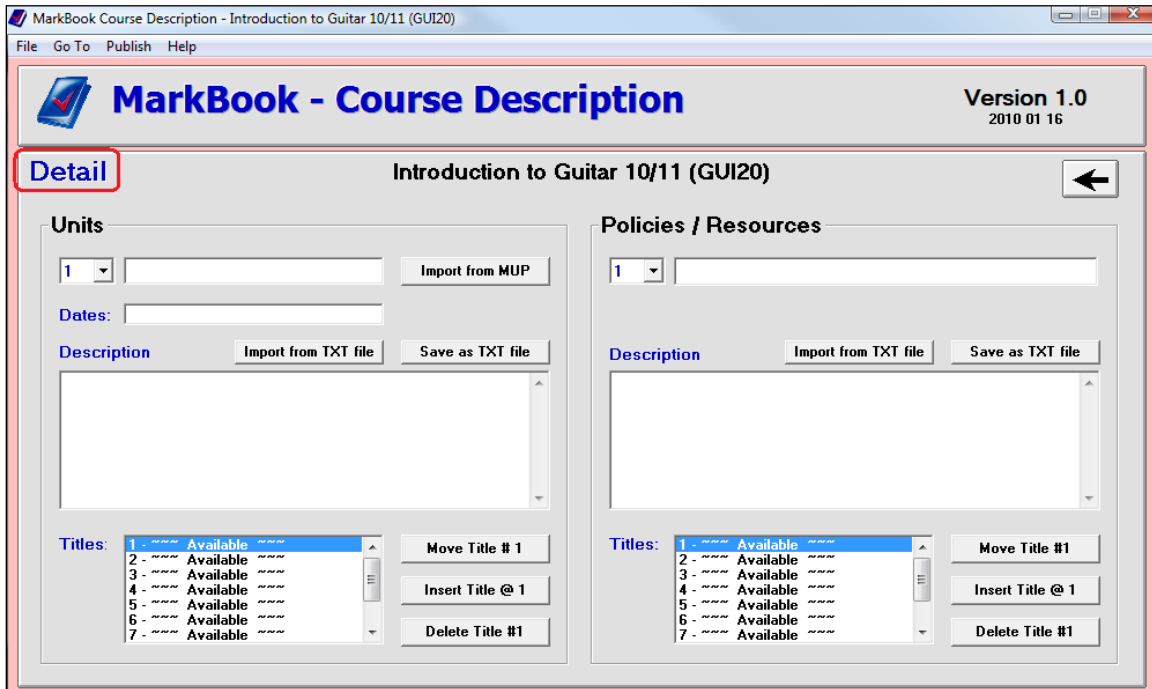 MarkBook Course Description - Introduction to Guitar 10/11 (GUI20)
File Go To Publish Help
MarkBook - Course Description
Version 1.0
2010 01 16
Detail
Introduction to Guitar 10/11 (GUI20)
Units
1
Import from MUP
Dates:
Description
Import from TXT file
Save as TXT file
Titles:
1 - ~~~ Available ~~~
2 - ~~~ Available ~~~
3 - ~~~ Available ~~~
4 - ~~~ Available ~~~
5 - ~~~ Available ~~~
6 - ~~~ Available ~~~
7 - ~~~ Available ~~~
Move Title # 1
Insert Title @ 1
Delete Title #1
Policies / Resources
1
Description
Import from TXT file
Save as TXT file
Titles:
1 - ~~~ Available ~~~
2 - ~~~ Available ~~~
3 - ~~~ Available ~~~
4 - ~~~ Available ~~~
5 - ~~~ Available ~~~
6 - ~~~ Available ~~~
7 - ~~~ Available ~~~
Move Title #1
Insert Title @ 1
Delete Title #1